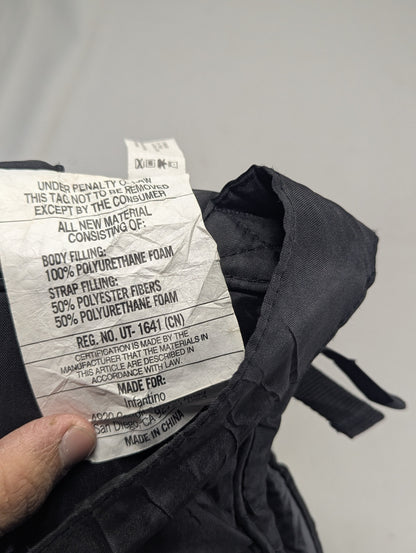 UNDER PENALTY OF LAW
THIS TAG NOT TO BE REMOVED
EXCEPT BY THE CONSUMER
ALL NEW MATERIAL
CONSISTING OF:
BODY FILLING:
100% POLYURETHANE FOAM
STRAP FILLING:
50% POLYESTER FIBERS
50% POLYURETHANE FOAM
REG. NO. UT- 1641 (CN)
CERTIFICATION IS MADE BY THE
MANUFACTURER THAT THE MATERIALS IN
THIS ARTICLE ARE DESCRIBED IN
ACCORDANCE WITH LAW.
MADE FOR:
Infantino
4920
San Diego, CA 92
MADE IN CHINA